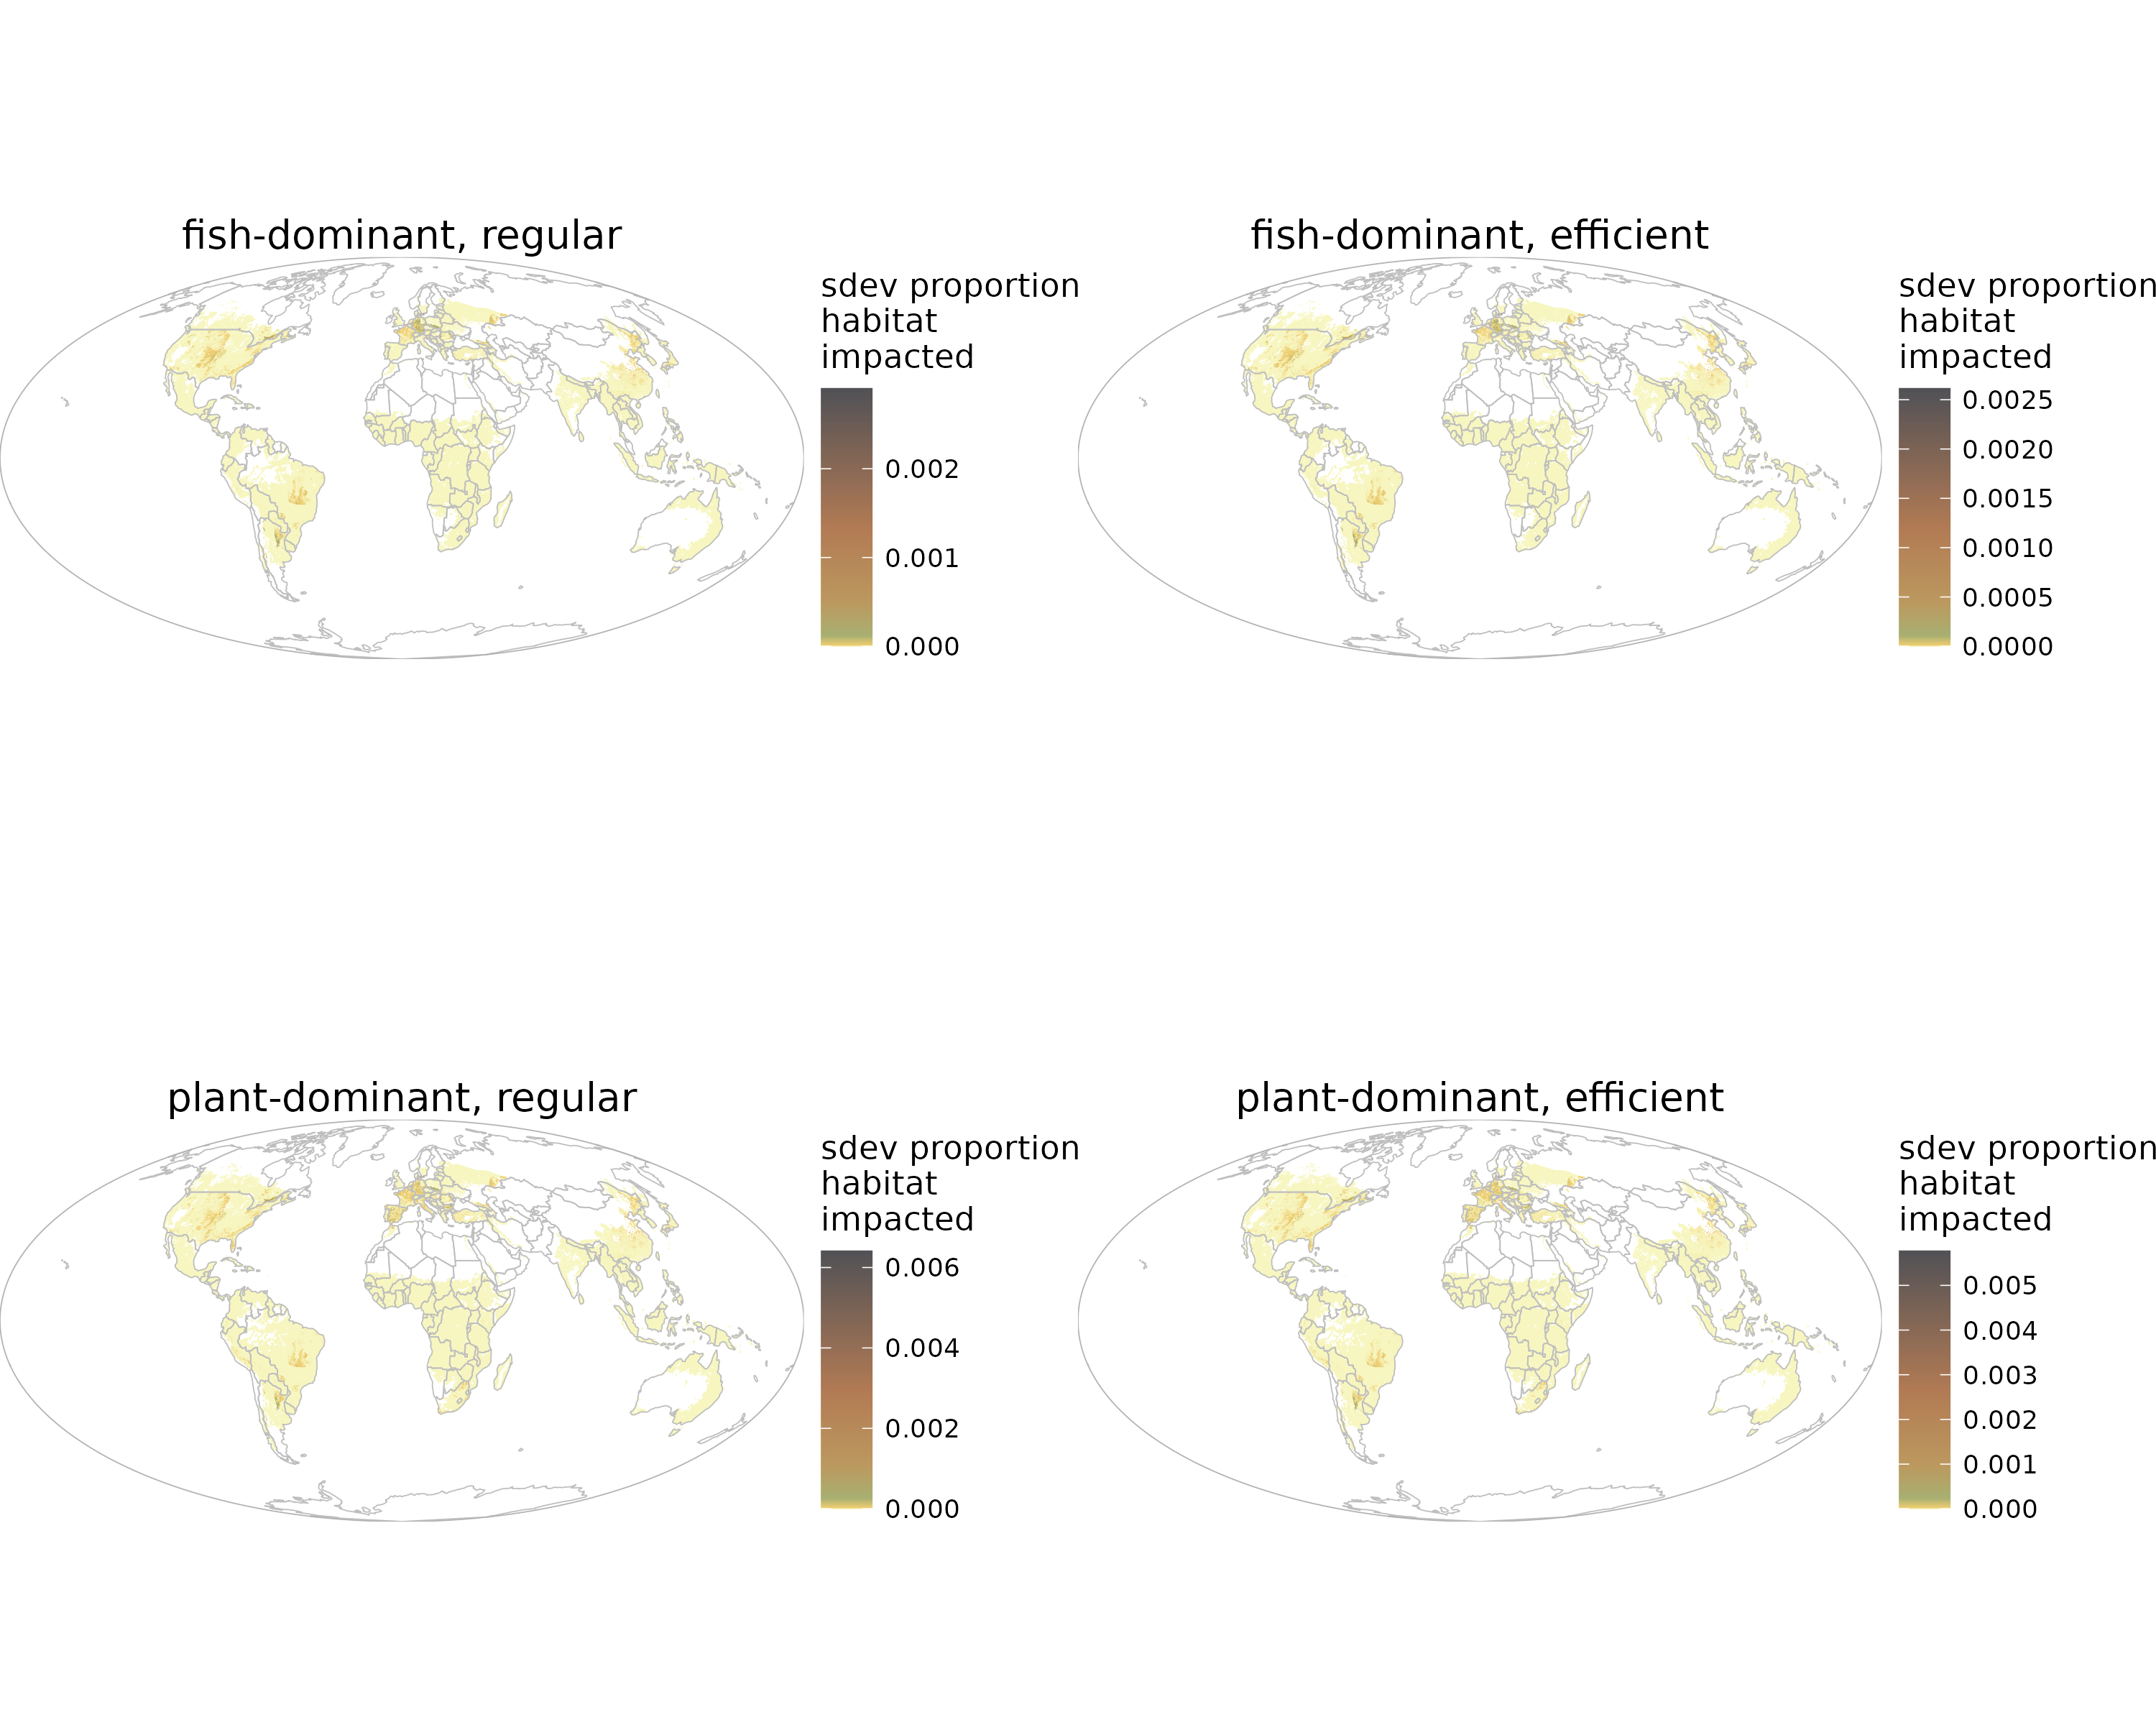 fish-dominant, regular
sdev proportion
habitat
impacted
0.002
0.001
0.000
fish-dominant, efficient
sdev proportion
habitat
impacted
0.0025
0.0020
0.0015
0.0010
0.0005
0.0000
plant-dominant, regular
sdev proportion
habitat
impacted
0.006
0.004
0.002
0.000
plant-dominant, efficient
sdev proportion
habitat
impacted
0.005
0.004
0.003
0.002
0.001
0.000